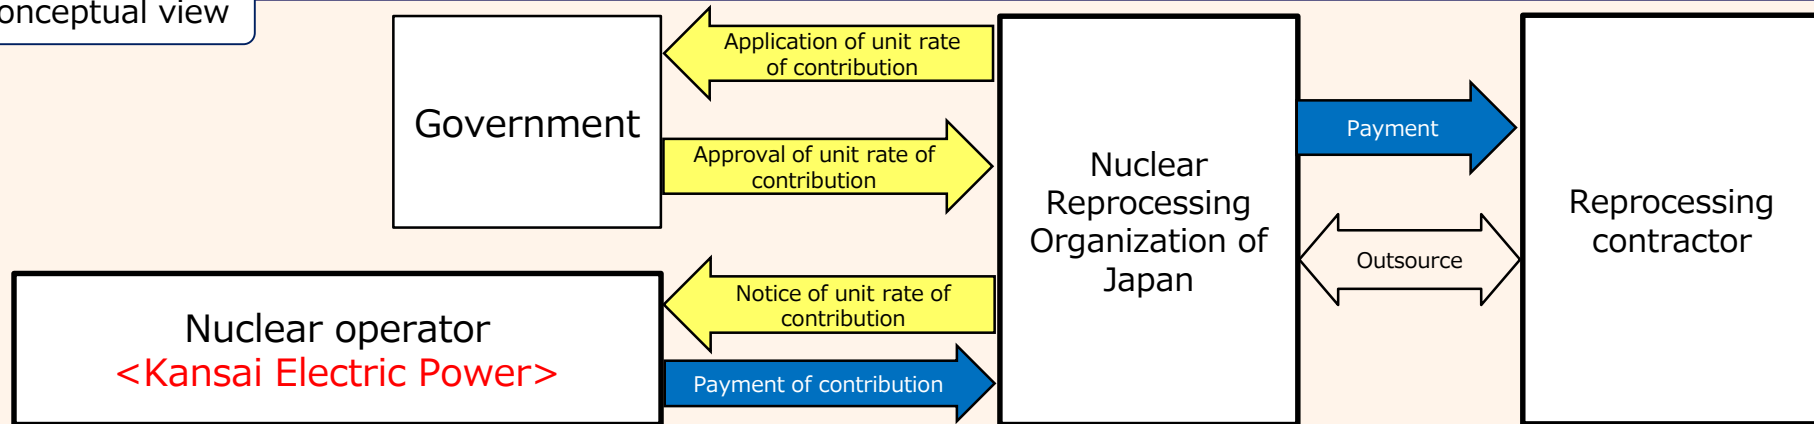 conceptual view
Government
Application of unit rate
of contribution
Approval of unit rate of
contribution
Nuclear operator
<Kansai Electric Power>
Notice of unit rate of
contribution
Payment of contribution
Nuclear
Reprocessing
Organization of
Japan
Payment
Outsource
Reprocessing
contractor